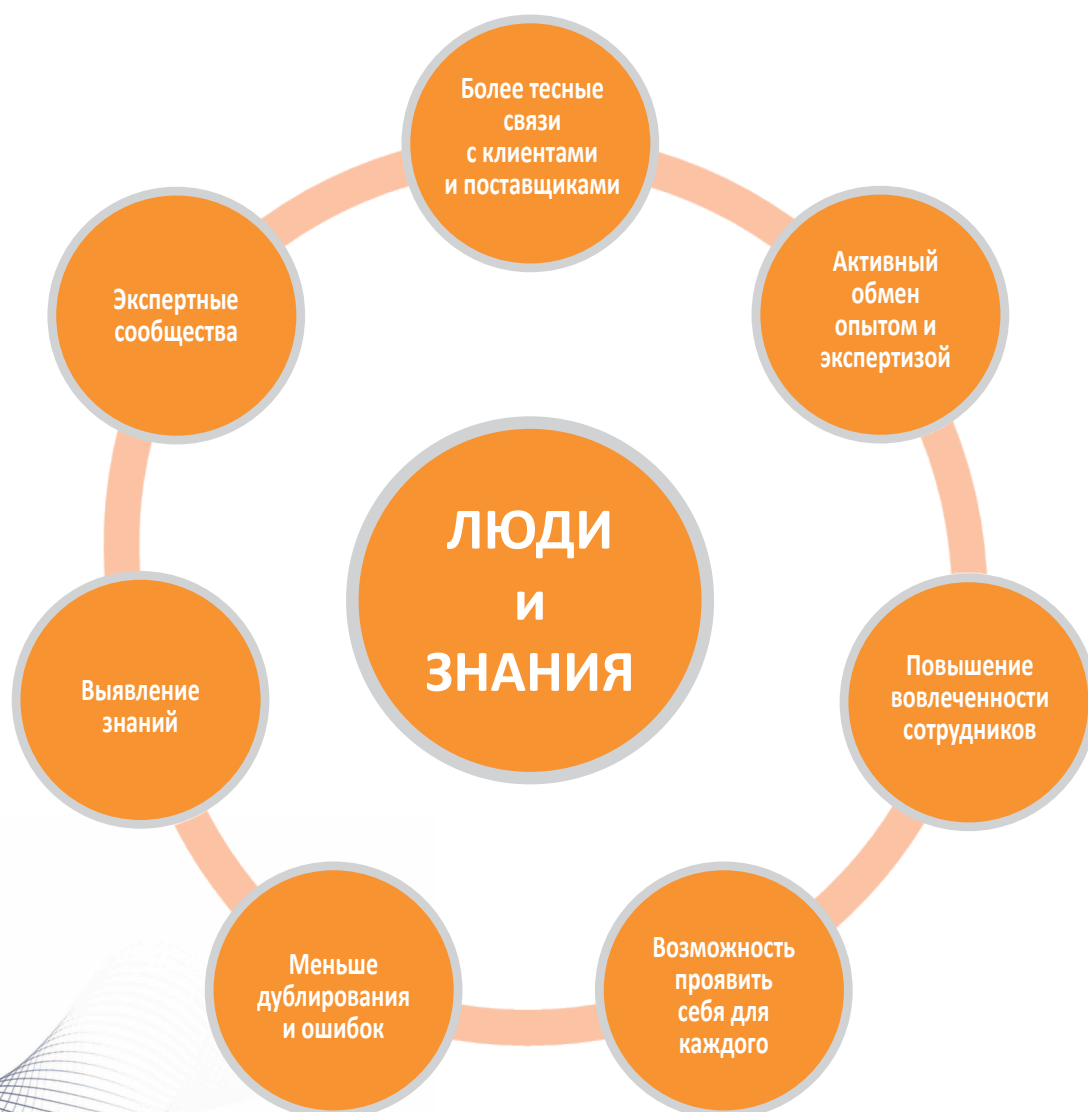 Более тесные
связи
с клиентами
и поставщиками
Активный
обмен
опытом и
экспертизой
Экспертные
сообщества
ЛЮДИ
и
ЗНАНИЯ
Повышение
вовлеченности
сотрудников
Выявление
знаний
Возможность
проявить
себя для
каждого
Меньше
дублирования
и ошибок